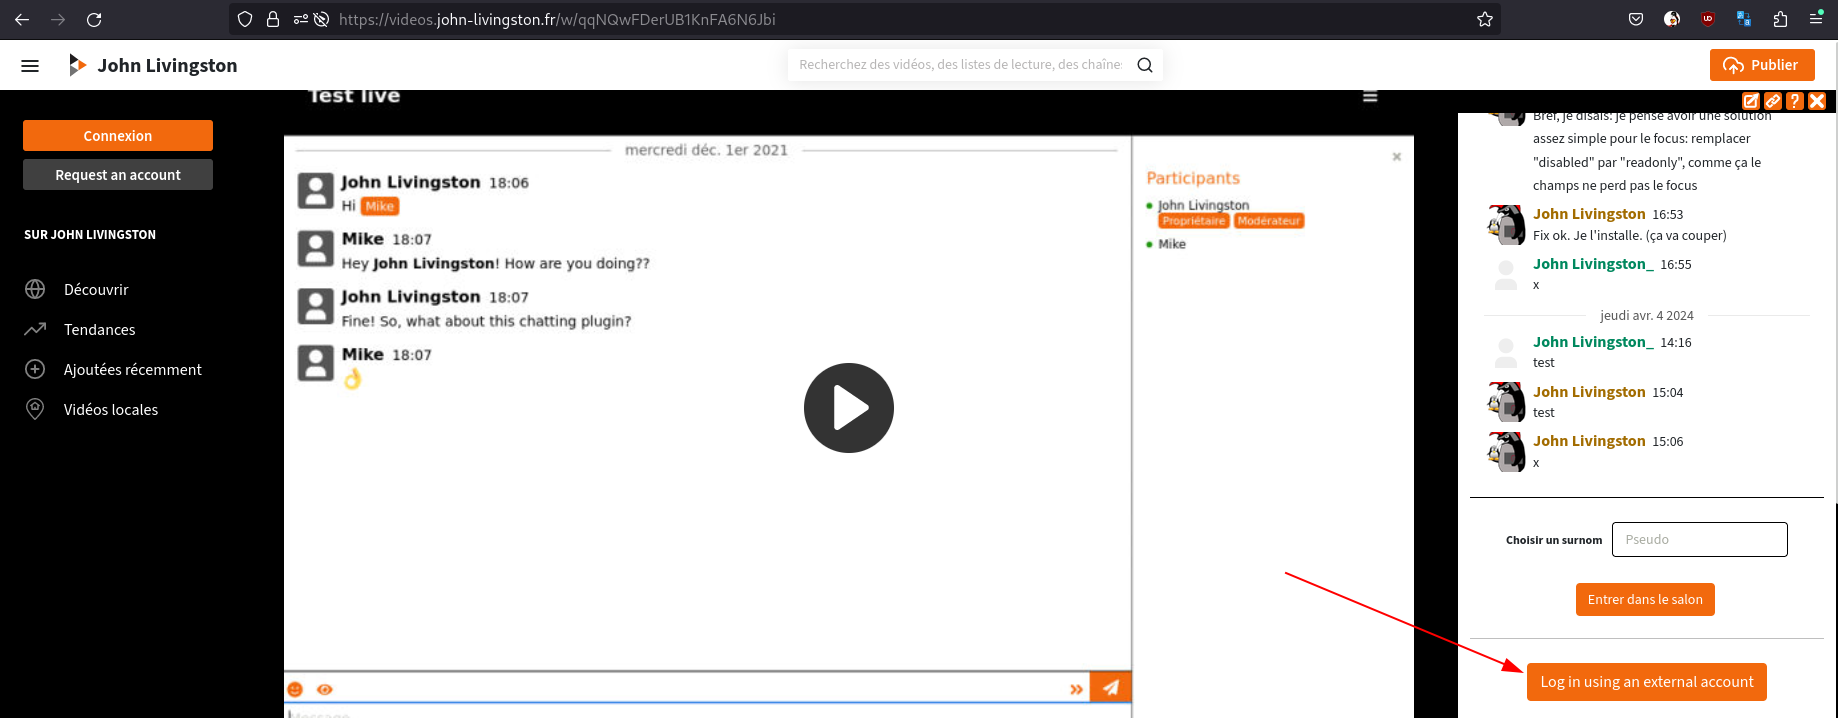 https://videos.john-livingston.fr/w/qqNQwFDerUB1KnFA6N6Jbi
John Livingston
Recherchez des vidéos, des listes de lecture, des chaîne
Publier
Connexion
Request an account
SUR JOHN LIVINGSTON
Découvrir
Tendances
Ajoutées récemment
Vidéos locales
Test live
mercredi déc. 1er 2021
John Livingston 18:06
Hi Mike
Mike 18:07
Hey John Livingston! How are you doing??
John Livingston 18:07
Fine! So, what about this chatting plugin?
Mike 18:07
👌
Message
×
Participants
John Livingston
Propriétaire Modérateur
Mike
Bref, je disais: je pense avoir une solution
assez simple pour le focus: remplacer
"disabled" par "readonly", comme ça le
champs ne perd pas le focus
John Livingston 16:53
Fix ok. Je l'installe. (ça va couper)
John Livingston_ 16:55
x
jeudi avr. 4 2024
John Livingston_ 14:16
test
John Livingston 15:04
test
John Livingston 15:06
x
Choisir un surnom Pseudo
Entrer dans le salon
Log in using an external account